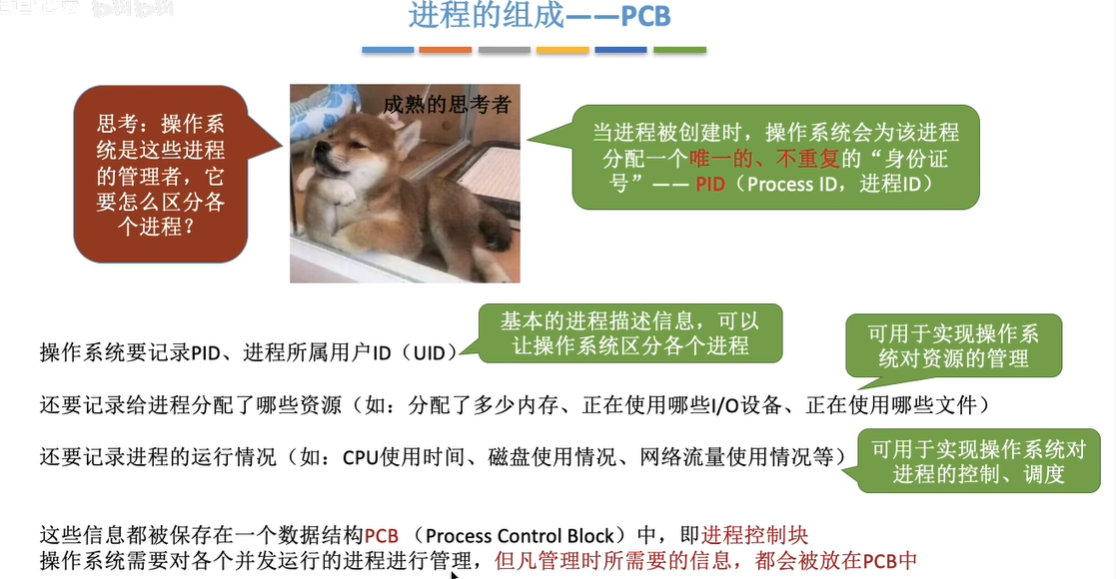 进程的组成——PCB
思考：操作系
统是这些进程
的管理者，它
要怎么区分各
个进程？
成熟的思考者
当进程被创建时，操作系统会为该进程
分配一个唯一的、不重复的“身份证
号”—— PID（Process ID，进程ID）
基本的进程描述信息，可以
让操作系统区分各个进程
操作系统要记录PID、进程所属用户ID（UID）
可用于实现操作系
统对资源的管理
还要记录给进程分配了哪些资源（如：分配了多少内存、正在使用哪些I/O设备、正在使用哪些文件）
可用于实现操作系统对
进程的控制、调度
还要记录进程的运行情况（如：CPU使用时间、磁盘使用情况、网络流量使用情况等）
这些信息都被保存在一个数据结构PCB （Process Control Block）中，即进程控制块
操作系统需要对各个并发运行的进程进行管理，但凡管理时所需要的信息，都会被放在PCB中